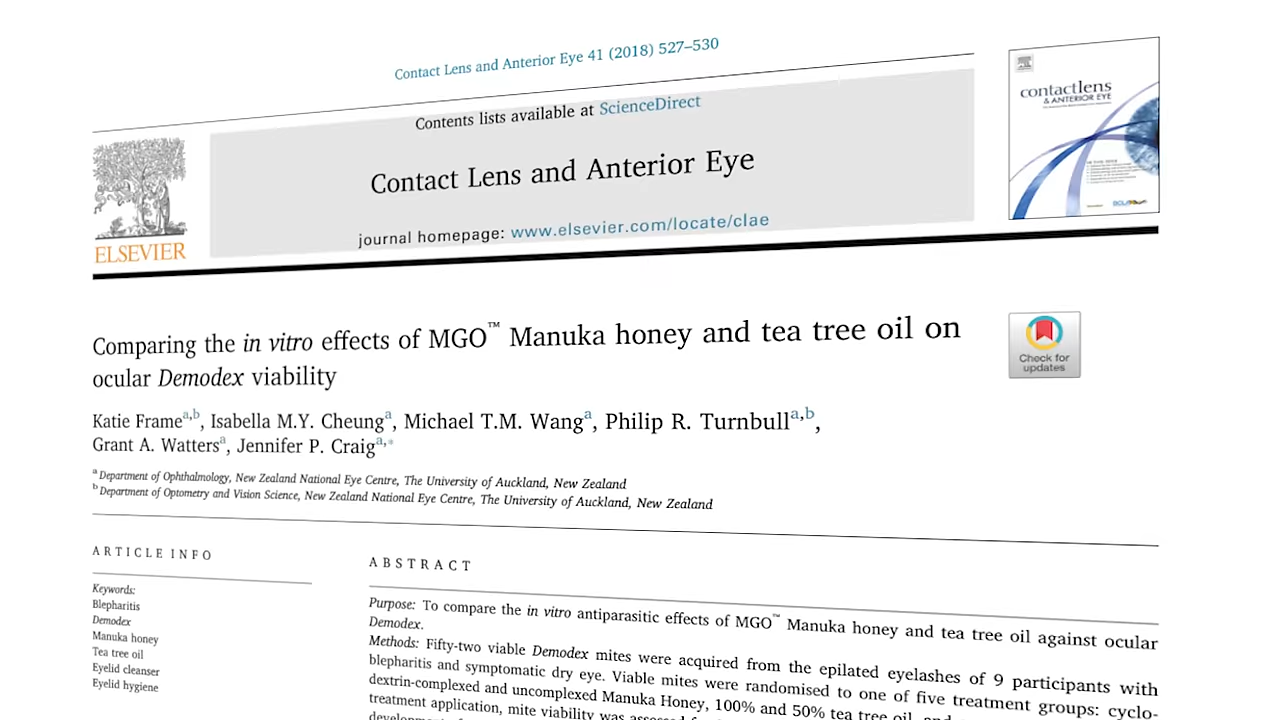 Contact Lens and Anterior Eye 41 (2018) 527–530
Contents lists available at ScienceDirect
Contact Lens and Anterior Eye
journal homepage: www.elsevier.com/locate/clae
ELSEVIER
contactlens
& ANTERIOR EYE
Comparing the in vitro effects of MGO™ Manuka honey and tea tree oil on
ocular Demodex viability
Check for
updates
Katie Frameᵃ,ᵇ, Isabella M.Y. Cheungᵃ, Michael T.M. Wangᵃ, Philip R. Turnbullᵃ,ᵇ,
Grant A. Wattersᵃ, Jennifer P. Craigᵃ,*
ᵃ Department of Ophthalmology, New Zealand National Eye Centre, The University of Auckland, New Zealand
ᵇ Department of Optometry and Vision Science, New Zealand National Eye Centre, The University of Auckland, New Zealand
ARTICLE INFO
Keywords:
Blepharitis
Demodex
Manuka honey
Tea tree oil
Eyelid cleanser
Eyelid hygiene
ABSTRACT
Purpose: To compare the in vitro antiparasitic effects of MGO™ Manuka honey and tea tree oil against ocular
Demodex.
Methods: Fifty-two viable Demodex mites were acquired from the epilated eyelashes of 9 participants with
blepharitis and symptomatic dry eye. Viable mites were randomised to one of five treatment groups: cyclo-
dextrin-complexed and uncomplexed Manuka Honey, 100% and 50% tea tree oil, and
treatment application, mite viability was